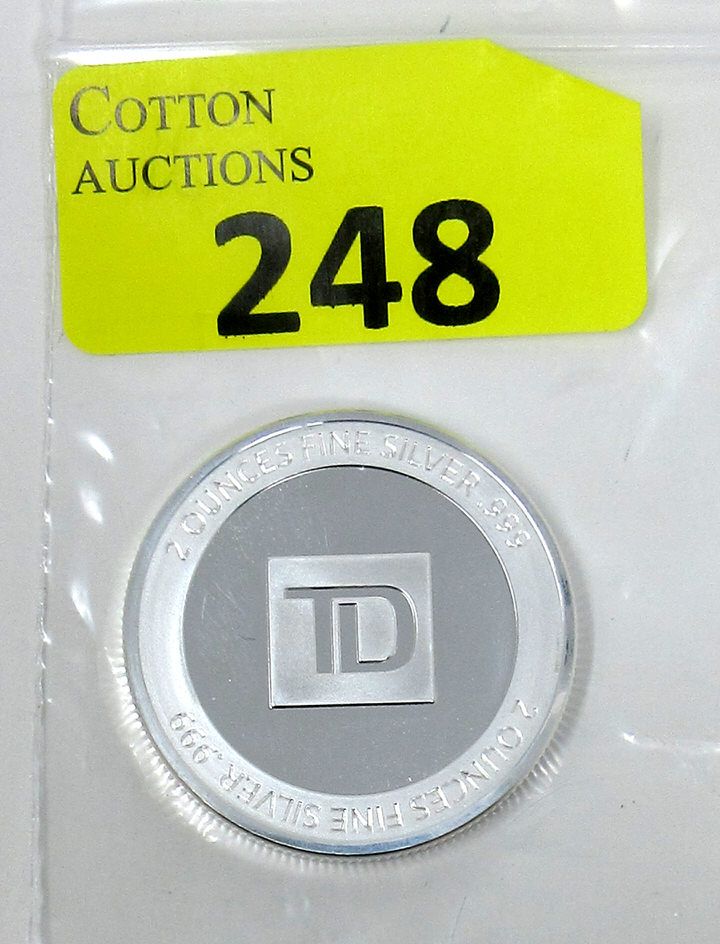 COTTON
AUCTIONS
248
2 OUNCES FINE SILVER .999
TD
2 OUNCES FINE SILVER .999